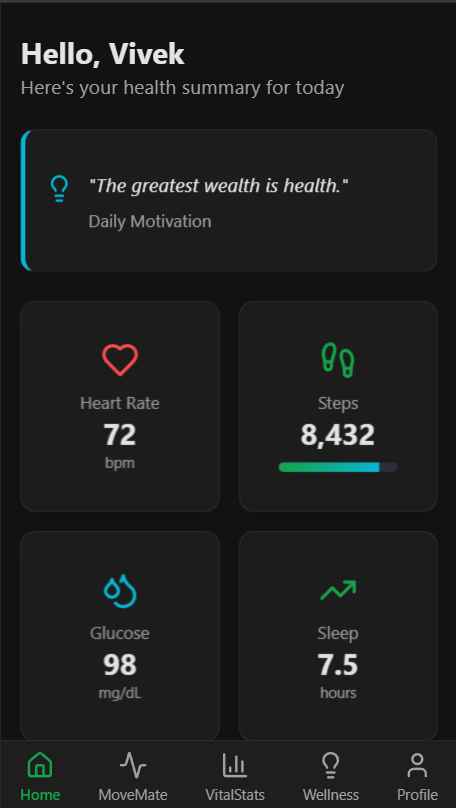 Hello, Vivek
Here's your health summary for today
"The greatest wealth is health."
Daily Motivation
Heart Rate
72
bpm
Steps
8,432
Glucose
98
mg/dL
Sleep
7.5
hours
Home
MoveMate
VitalStats
Wellness
Profile